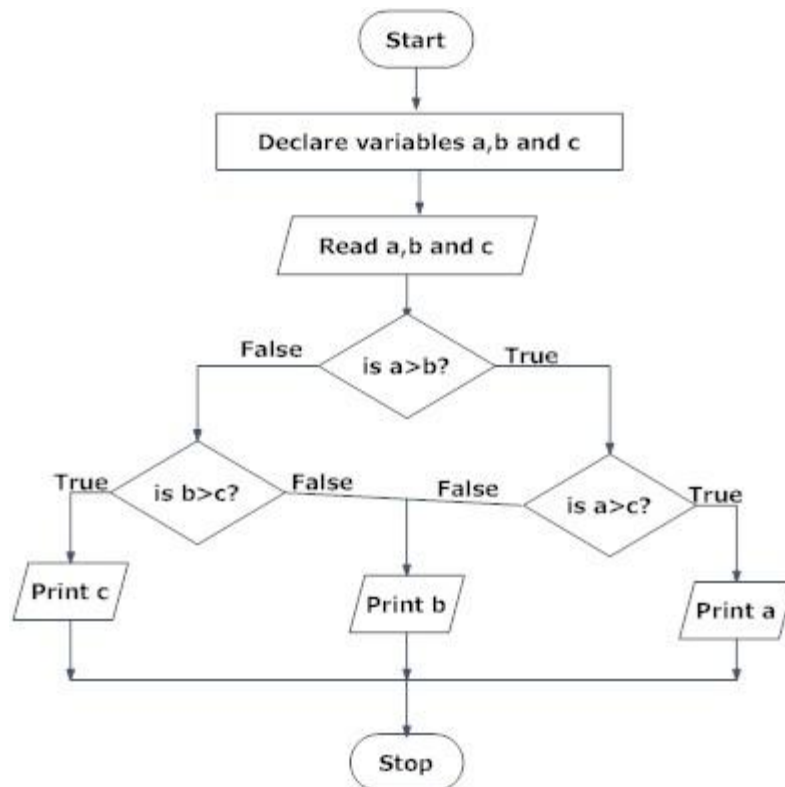 Start
Declare variables a,b and c
Read a,b and c
False
True
is a>b?
True
is b>c?
False
False
is a>c?
True
Print c
Print b
Print a
Stop